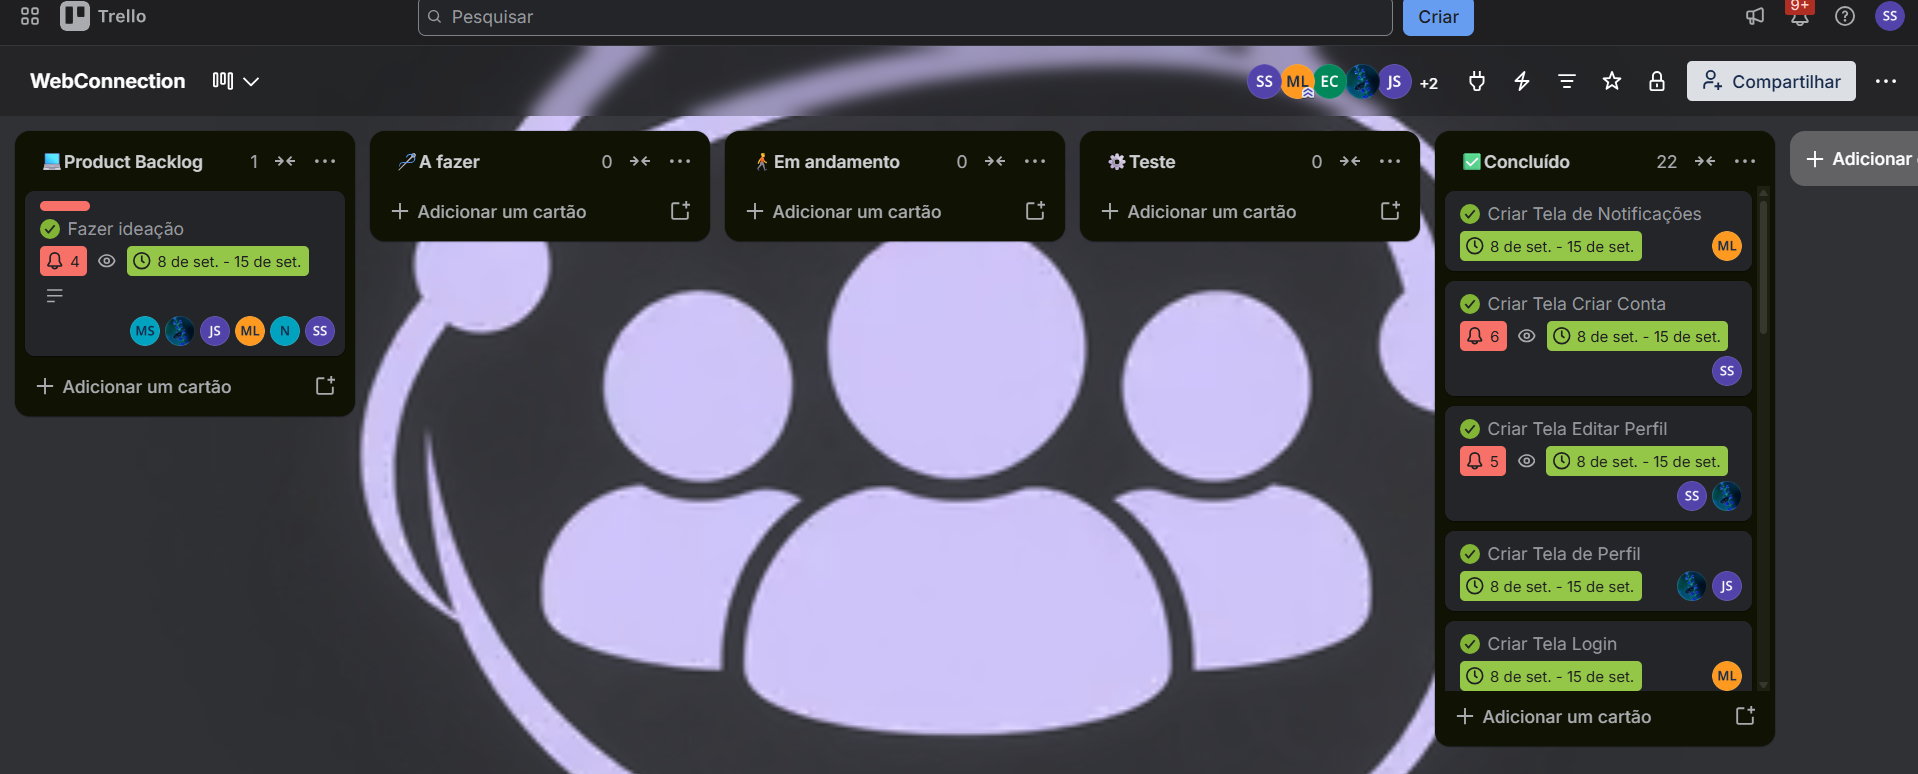 Trello
Pesquisar
Criar
9+
SS
WebConnection
SS ML EC JS +2
Compartilhar
Product Backlog 1
Fazer ideação
4 8 de set. - 15 de set.
MS JS ML N SS
Adicionar um cartão
A fazer 0
Adicionar um cartão
Em andamento 0
Adicionar um cartão
Teste 0
Adicionar um cartão
Concluído 22
Criar Tela de Notificações
8 de set. - 15 de set. ML
Criar Tela Criar Conta
6 8 de set. - 15 de set.
SS
Criar Tela Editar Perfil
5 8 de set. - 15 de set.
SS
Criar Tela de Perfil
8 de set. - 15 de set. JS
Criar Tela Login
8 de set. - 15 de set. ML
Adicionar um cartão
Adicionar